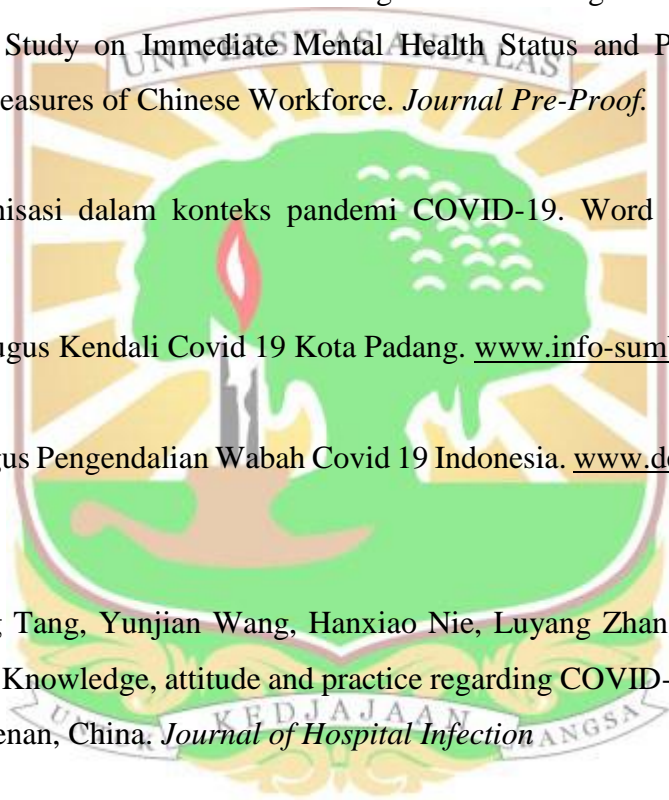 UNIVERSITAS ANDALAS
Study on Immediate Mental Health Status and P
easures of Chinese Workforce. Journal Pre-Proof.
nisasi dalam konteks pandemi COVID-19. Word
ugus Kendali Covid 19 Kota Padang. www.info-sumb
gus Pengendalian Wabah Covid 19 Indonesia. www.de
g Tang, Yunjian Wang, Hanxiao Nie, Luyang Zhan
Knowledge, attitude and practice regarding COVID-
enan, China. Journal of Hospital Infection
KEDJAJAAN BANGSA